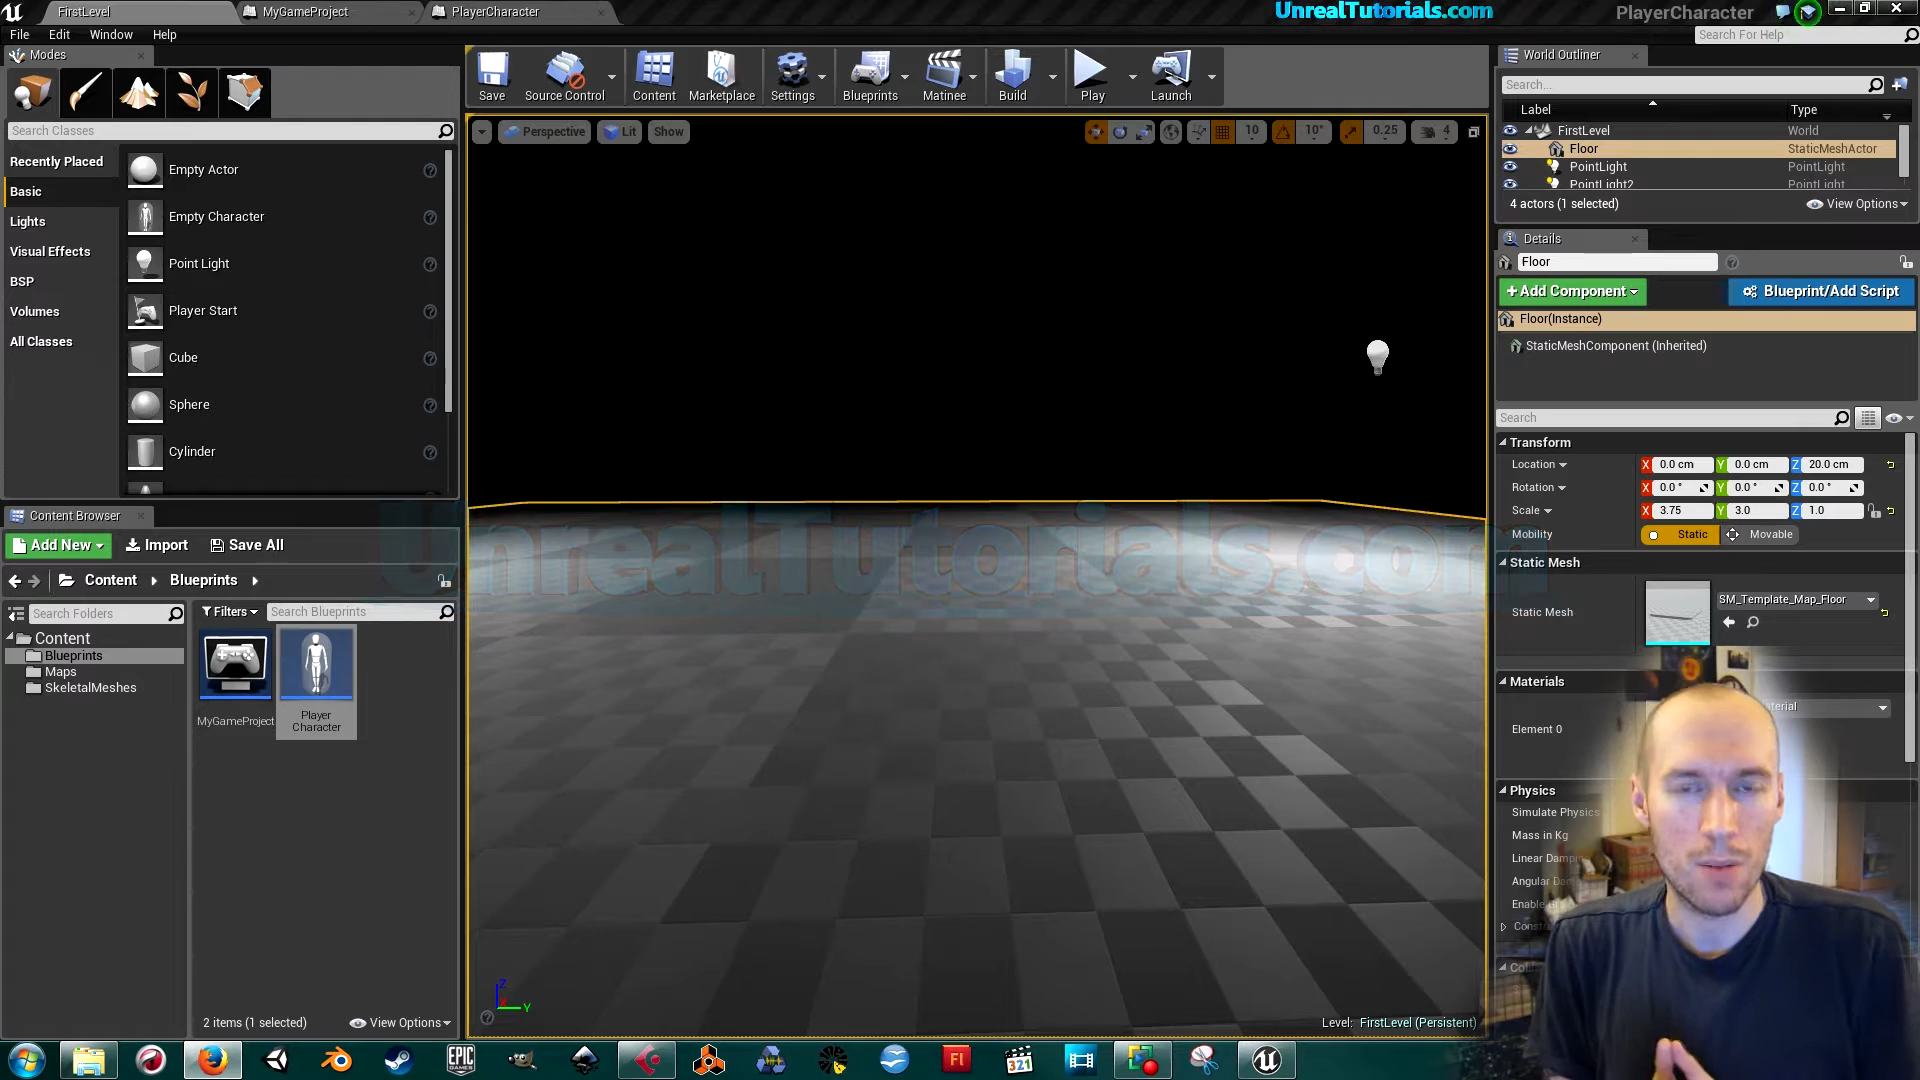 FirstLevel
MyGameProject
PlayerCharacter
UnrealTutorials.com
PlayerCharacter
File Edit Window Help
Search For Help
Modes
Search Classes
Recently Placed
Basic
Lights
Visual Effects
BSP
Volumes
All Classes
Empty Actor
Empty Character
Point Light
Player Start
Cube
Sphere
Cylinder
Save
Source Control
Content
Marketplace
Settings
Blueprints
Matinee
Build
Play
Launch
Perspective
Lit
Show
10
10°
0.25
4
World Outliner
Search...
Label Type
FirstLevel World
Floor StaticMeshActor
PointLight PointLight
PointLight2 PointLight
4 actors (1 selected)
View Options
Details
Floor
+Add Component
Blueprint/Add Script
Floor(Instance)
StaticMeshComponent (Inherited)
Search
Transform
Location X 0.0 cm Y 0.0 cm Z 20.0 cm
Rotation X 0.0 ° Y 0.0 ° Z 0.0 °
Scale X 3.75 Y 3.0 Z 1.0
Mobility Static Movable
Static Mesh
Static Mesh SM_Template_Map_Floor
Materials
Element 0
aterial
Physics
Simulate Physics
Mass in Kg
Linear Damping
Angular Da
Enable G
Constr
Col
Content Browser
Add New
Import
Save All
Content
Blueprints
Search Folders
Filters
Search Blueprints
Content
Blueprints
Maps
SkeletalMeshes
MyGameProject
Player
Character
2 items (1 selected)
View Options
UnrealTutorials.com
Z
Y
Level: FirstLevel (Persistent)
EPIC
GAMES
Fl
321